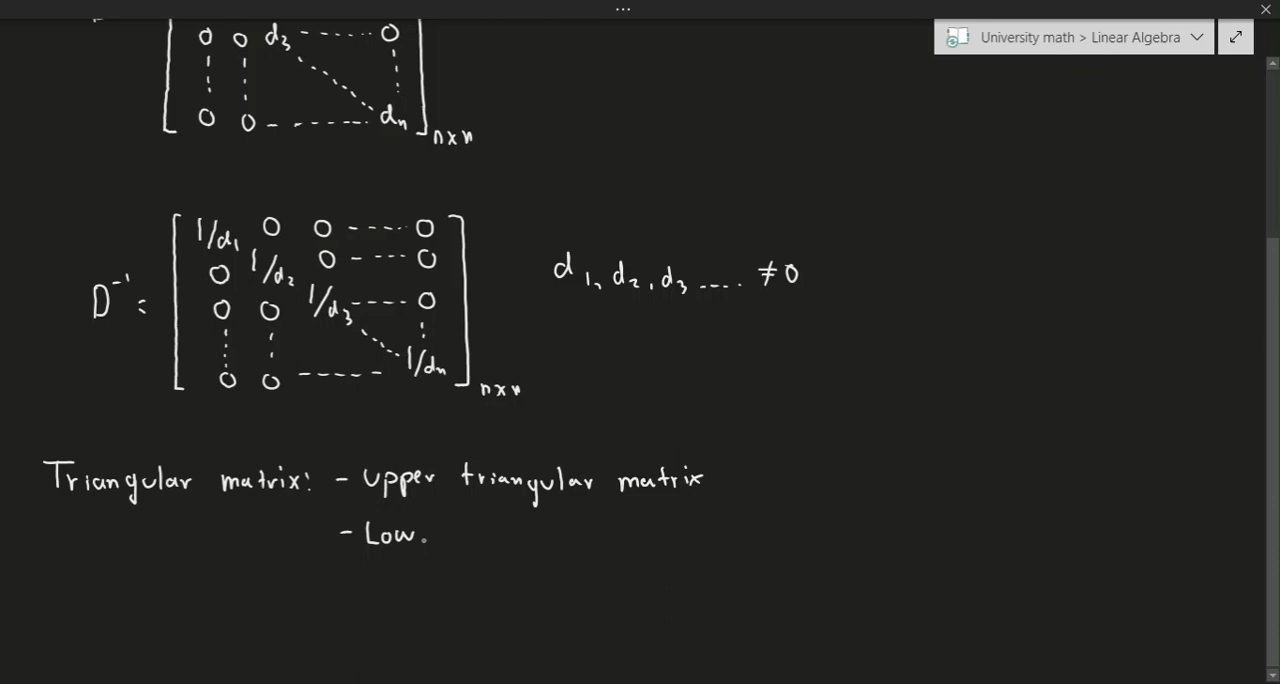 ...
University math > Linear Algebra
0 0 d3 ---- 0
0 0 ------ dn
n×n
1/d1 0 0 ---- 0
0 1/d2 0 ---- 0
D⁻¹ = 0 0 1/d3 ---- 0
0 0 ----- 1/dn
n×n
d1, d2, d3 .... ≠ 0
Triangular matrix: - Upper triangular matrix
- Low.